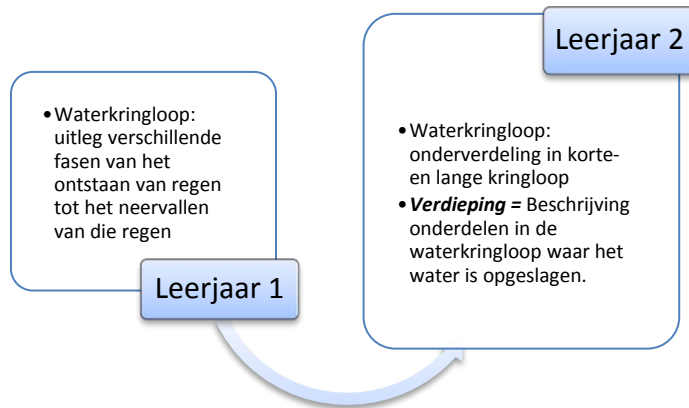 •Waterkringloop:
uitleg verschillende
fasen van het
ontstaan van regen
tot het neervallen
van die regen
Leerjaar 1
Leerjaar 2
•Waterkringloop:
onderverdeling in korte-
en lange kringloop
•Verdieping = Beschrijving
onderdelen in de
waterkringloop waar het
water is opgeslagen.